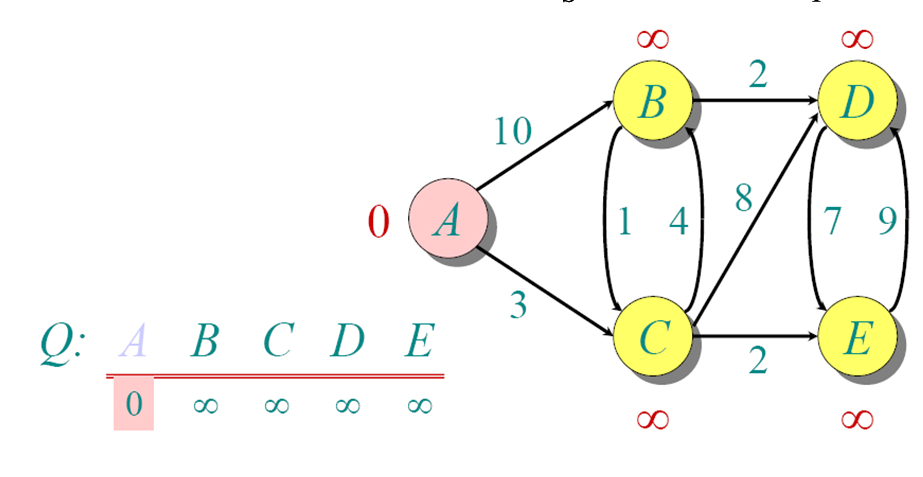 ∞ ∞
B 2 D
10
0 A 1 4 8 7 9
3
C 2 E
∞ ∞
Q: A B C D E
0 ∞ ∞ ∞ ∞